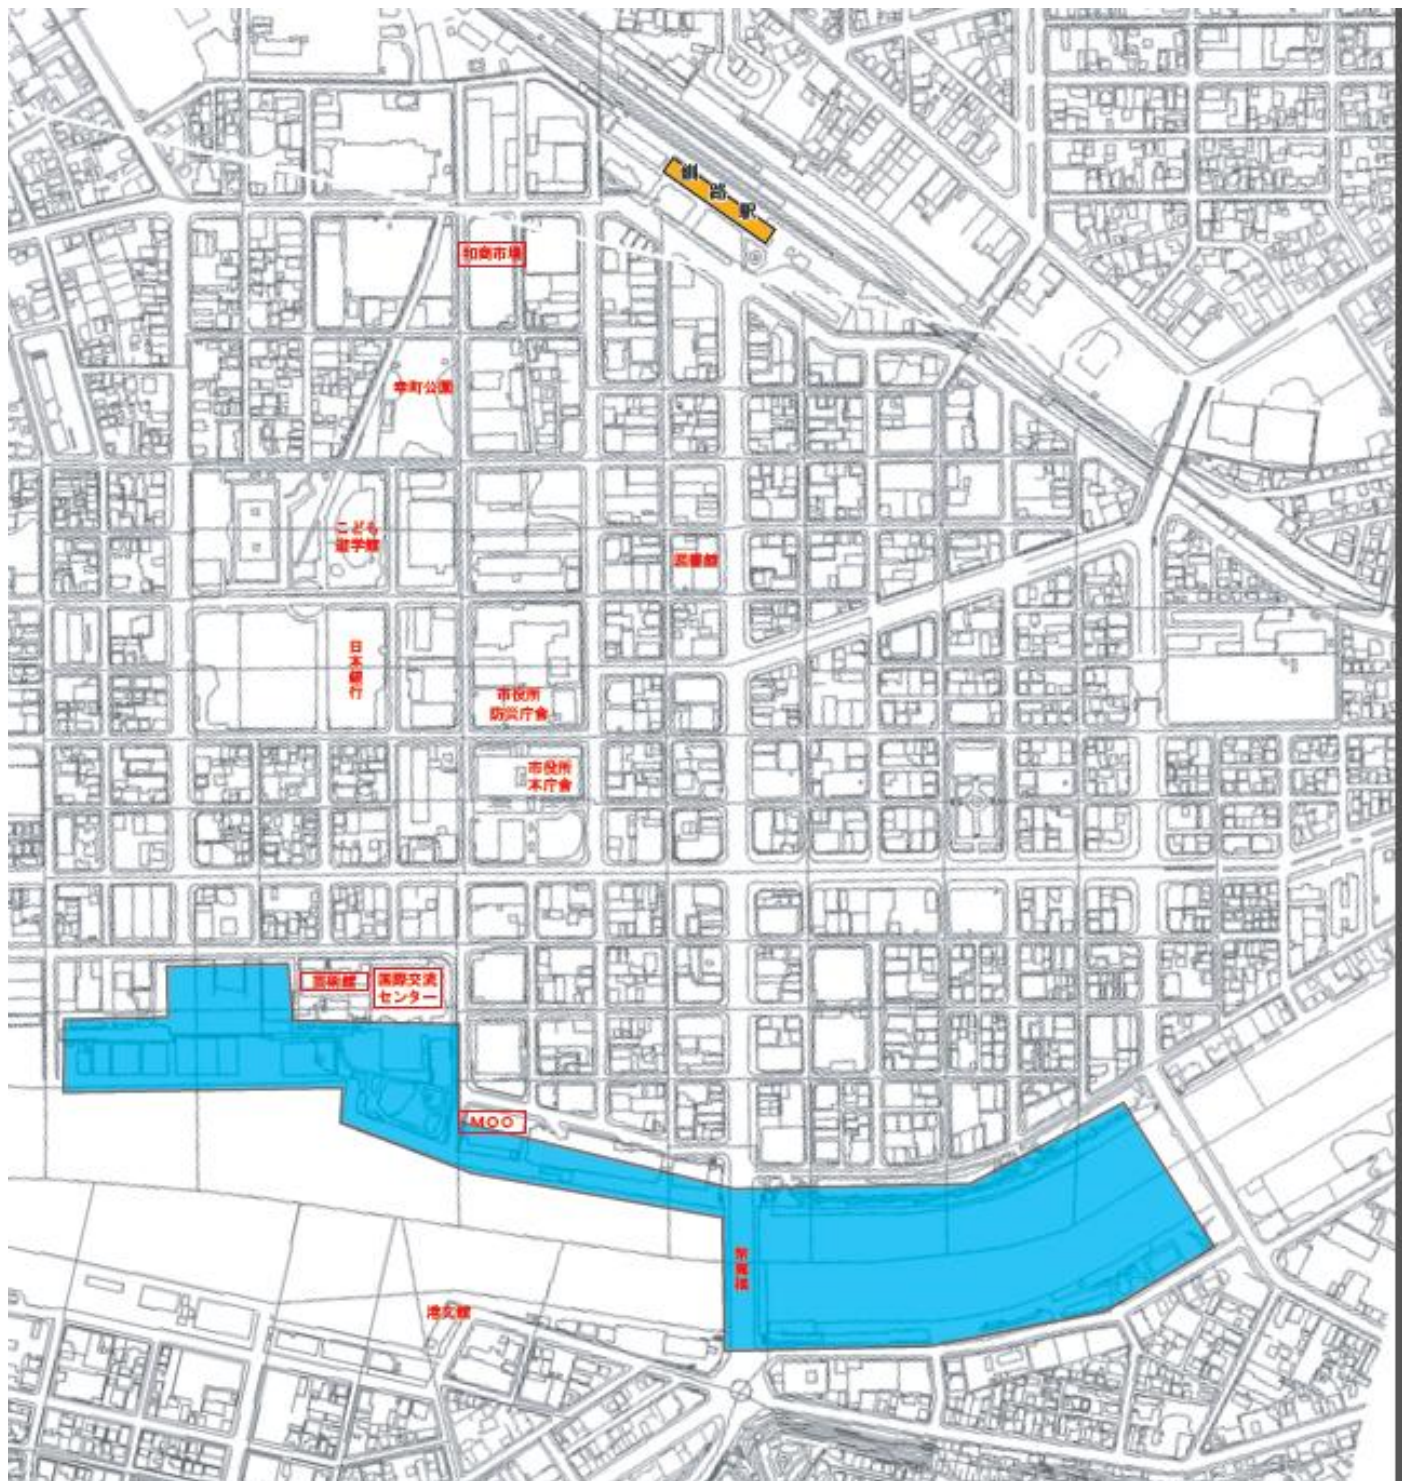 釧路駅
和商市場
幸町公園
こども
遊学館
図書館
日本銀行
市役所
防災庁舎
市役所
本庁舎
芸術館
国際交流
センター
MOO
幣舞橋
港文館